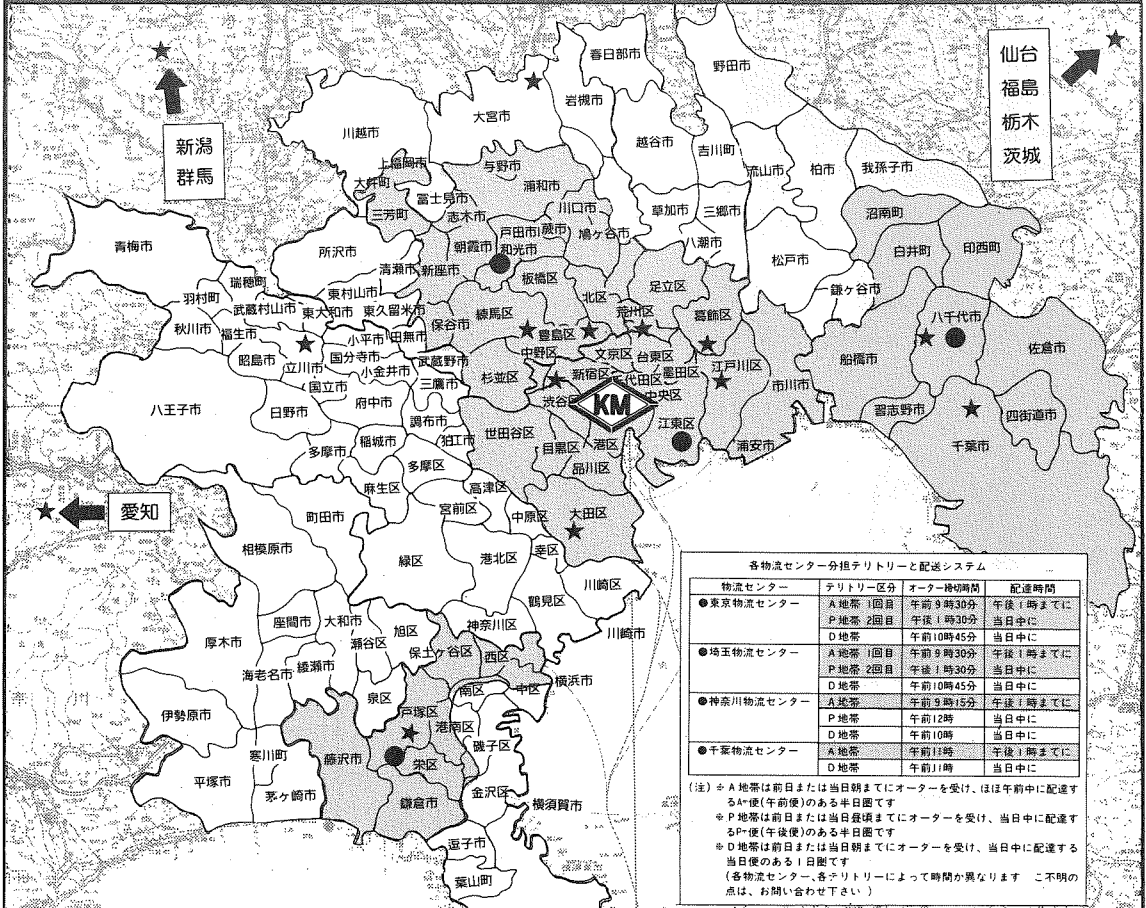 仙台
福島
栃木
茨城
新潟
群馬
愛知
春日部市
野田市
岩槻市
大宮市
川越市
越谷市
吉川町
流山市
柏市
我孫子市
上福岡市
与野市
大井町
富士見市
浦和市
三芳町
志木市
川口市
草加市
三郷市
沼南町
戸田市
蕨市
鳩ヶ谷市
八潮市
白井町
印西町
青梅市
所沢市
朝霞市
和光市
松戸市
清瀬市
新座市
板橋区
足立区
鎌ヶ谷市
瑞穂町
羽村町
武蔵村山市
東村山市
東大和市
東久留米市
北区
荒川区
葛飾区
八千代市
秋川市
福生市
保谷市
練馬区
豊島区
小平市
田無市
昭島市
立川市
国分寺市
武蔵野市
中野区
文京区
台東区
墨田区
江戸川区
船橋市
佐倉市
小金井市
杉並区
新宿区
千代田区
市川市
国立市
三鷹市
渋谷区
KM
中央区
八王子市
日野市
府中市
調布市
世田谷区
江東区
習志野市
四街道市
狛江市
目黒区
港区
浦安市
千葉市
多摩市
稲城市
多摩区
品川区
麻生区
高津区
宮前区
町田市
中原区
大田区
相模原市
緑区
港北区
幸区
川崎区
鶴見区
座間市
大和市
旭区
神奈川区
川崎市
厚木市
瀬谷区
保土ヶ谷区
西区
海老名市
綾瀬市
横浜市
泉区
南区
中区
伊勢原市
戸塚区
港南区
寒川町
藤沢市
磯子区
栄区
平塚市
茅ヶ崎市
鎌倉市
金沢区
横須賀市
逗子市
葉山町
各物流センター分担テリトリーと配送システム
物流センター テリトリー区分 オーダー締切時間 配達時間
●東京物流センター A地帯 1回目 午前9時30分 午後1時までに
P地帯 2回目 午後1時30分 当日中に
D地帯 午前10時45分 当日中に
●埼玉物流センター A地帯 1回目 午前9時30分 午後1時までに
P地帯 2回目 午後1時30分 当日中に
D地帯 午前10時45分 当日中に
●神奈川物流センター A地帯 午前9時15分 午後1時までに
P地帯 午前12時 当日中に
D地帯 午前10時 当日中に
●千葉物流センター A地帯 午前11時 午後1時までに
D地帯 午前11時 当日中に
(注) ※A地帯は前日または当日朝までにオーダーを受け、ほぼ午前中に配達す
るA=便(午前便)のある半日圏です
※P地帯は前日または当日昼頃までにオーダーを受け、当日中に配達す
るP=便(午後便)のある半日圏です
※D地帯は前日または当日朝までにオーダーを受け、当日中に配達する
当日便のある1日圏です
(各物流センター、各テリトリーによって時間が異なります ご不明の
点は、お問い合わせ下さい)